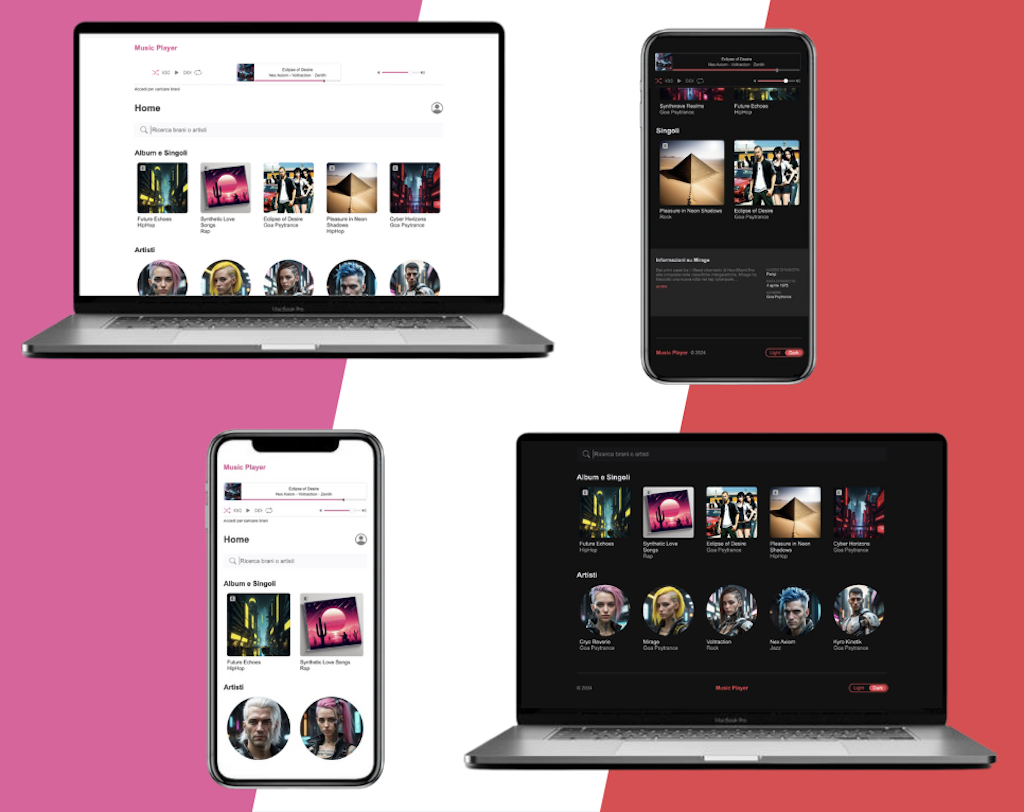 Music Player
Eclipse of Desire
Nex Axiom - Voltraction Zenith
Accedi per caricare brani
Home
Ricerca brani o artisti
Album e Singoli
Future Echoes
HipHop
Synthetic Love
Songs
Rap
Eclipse of Desire
Goa Psytrance
Pleasure in Neon
Shadows
HipHop
Cyber Horizons
Goa Psytrance
Artisti
MacBook Pro
Eclipse of Desire
Nex Axiom - Voltraction Zenith
Synthwave Realms
Goa Psytrance
Future Echoes
HipHop
Singoli
Pleasure in Neon Shadows
Rock
Eclipse of Desire
Goa Psytrance
Informazioni su Mirage
Parigi
4 aprile 1975
Goa Psytrance
Music Player © 2024
Light Dark
Music Player
Eclipse of Desire
Nex Axiom - Voltraction Zenith
Accedi per caricare brani
Home
Ricerca brani o artisti
Album e Singoli
Future Echoes
HipHop
Synthetic Love Songs
Rap
Artisti
Ricerca brani o artisti
Album e Singoli
Future Echoes
HipHop
Synthetic Love
Songs
Rap
Eclipse of Desire
Goa Psytrance
Pleasure in Neon
Shadows
HipHop
Cyber Horizons
Goa Psytrance
Artisti
Cryo Reverie
Goa Psytrance
Mirage
Goa Psytrance
Voltraction
Rock
Nex Axiom
Jazz
Kyro Kinetik
Goa Psytrance
© 2024
Music Player
Light Dark
MacBook Pro